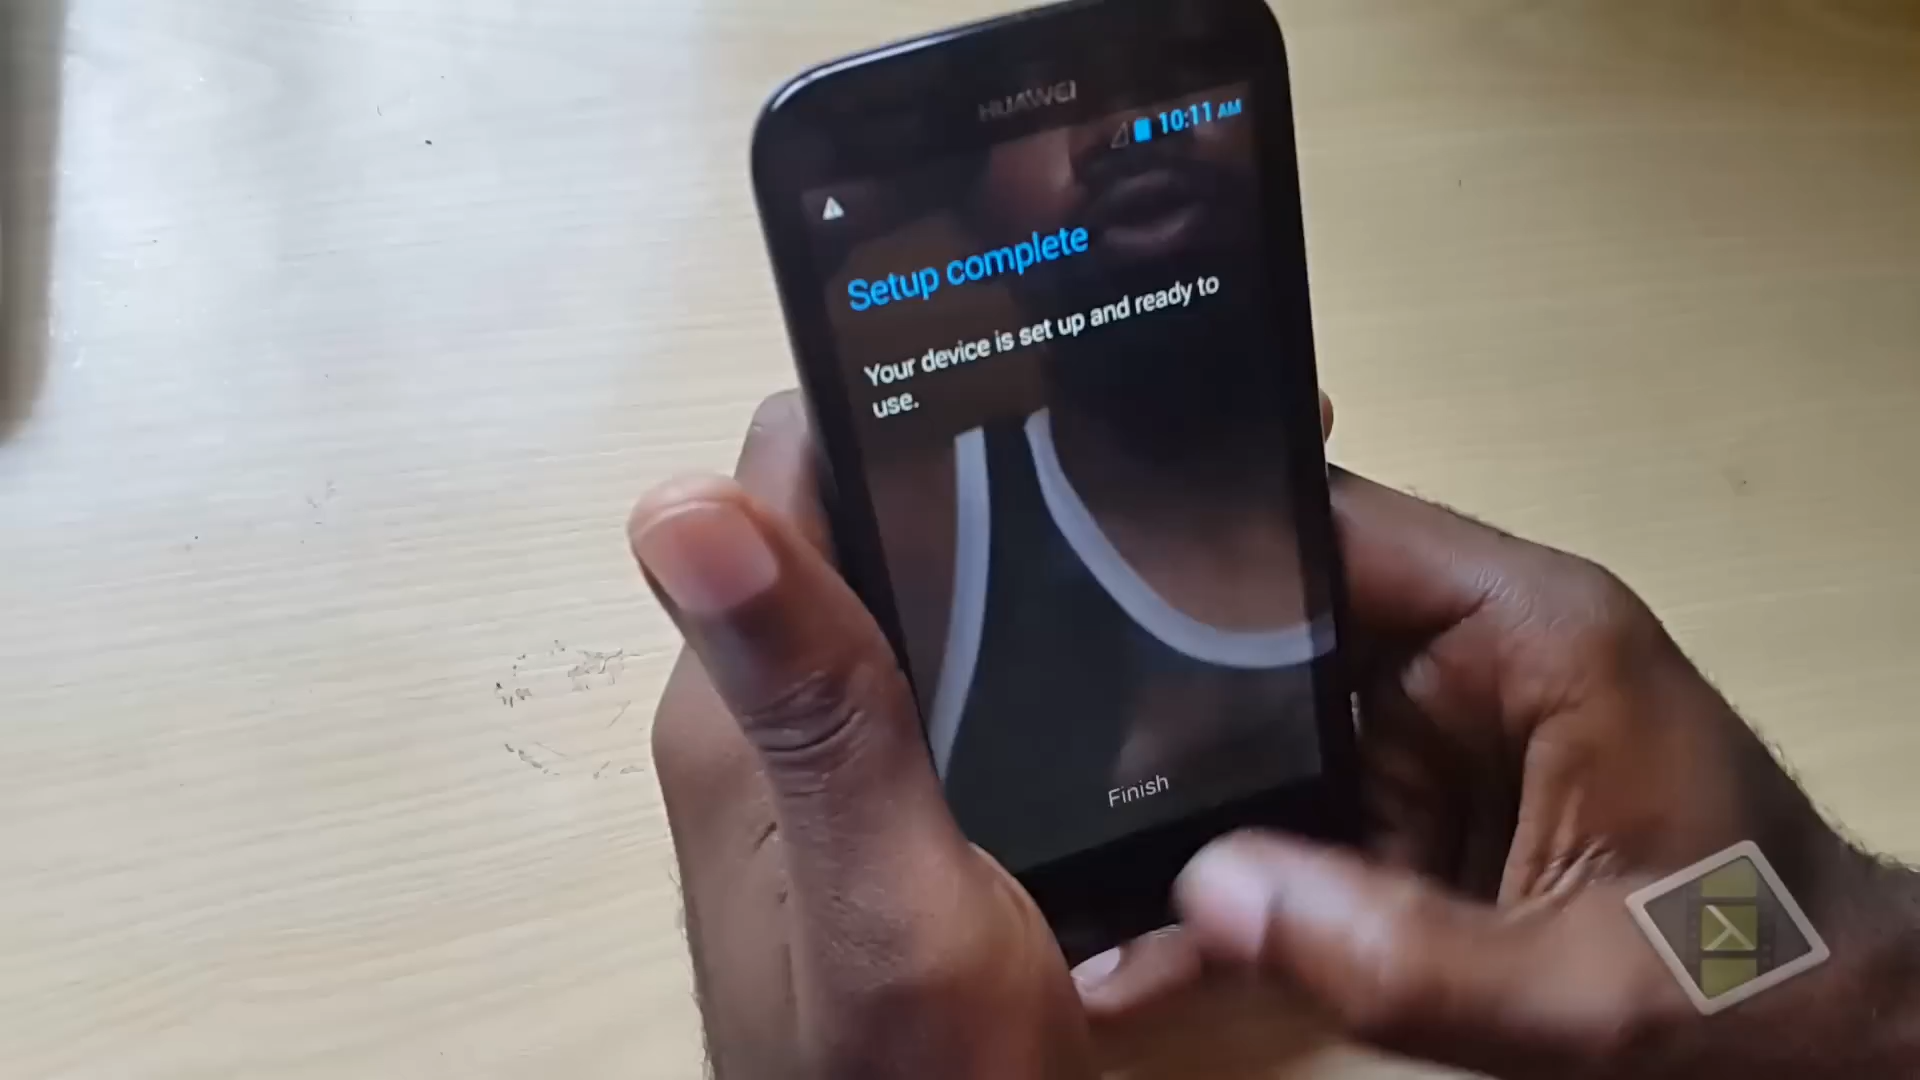 HUAWEI
10:11 AM
Setup complete
Your device is set up and ready to
use.
Finish